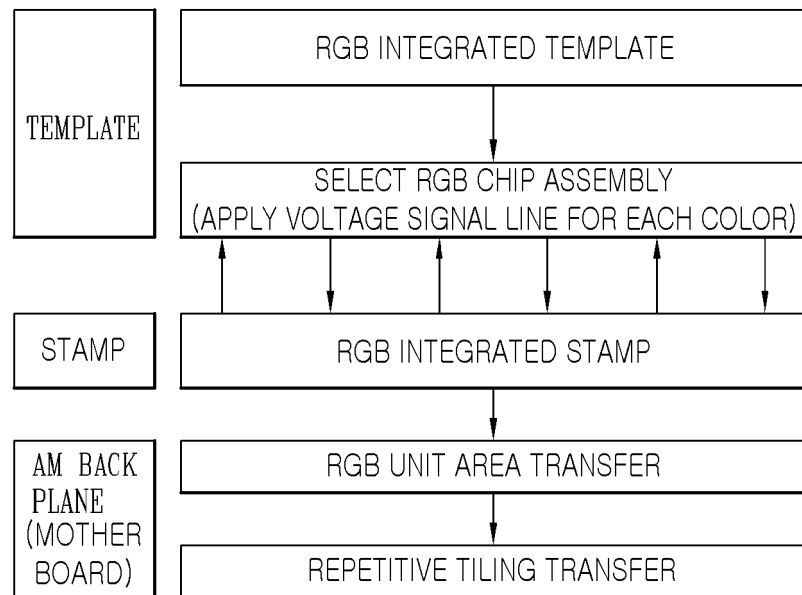 TEMPLATE
RGB INTEGRATED TEMPLATE
SELECT RGB CHIP ASSEMBLY
(APPLY VOLTAGE SIGNAL LINE FOR EACH COLOR)
STAMP
RGB INTEGRATED STAMP
AM BACK
PLANE
(MOTHER
BOARD)
RGB UNIT AREA TRANSFER
REPETITIVE TILING TRANSFER